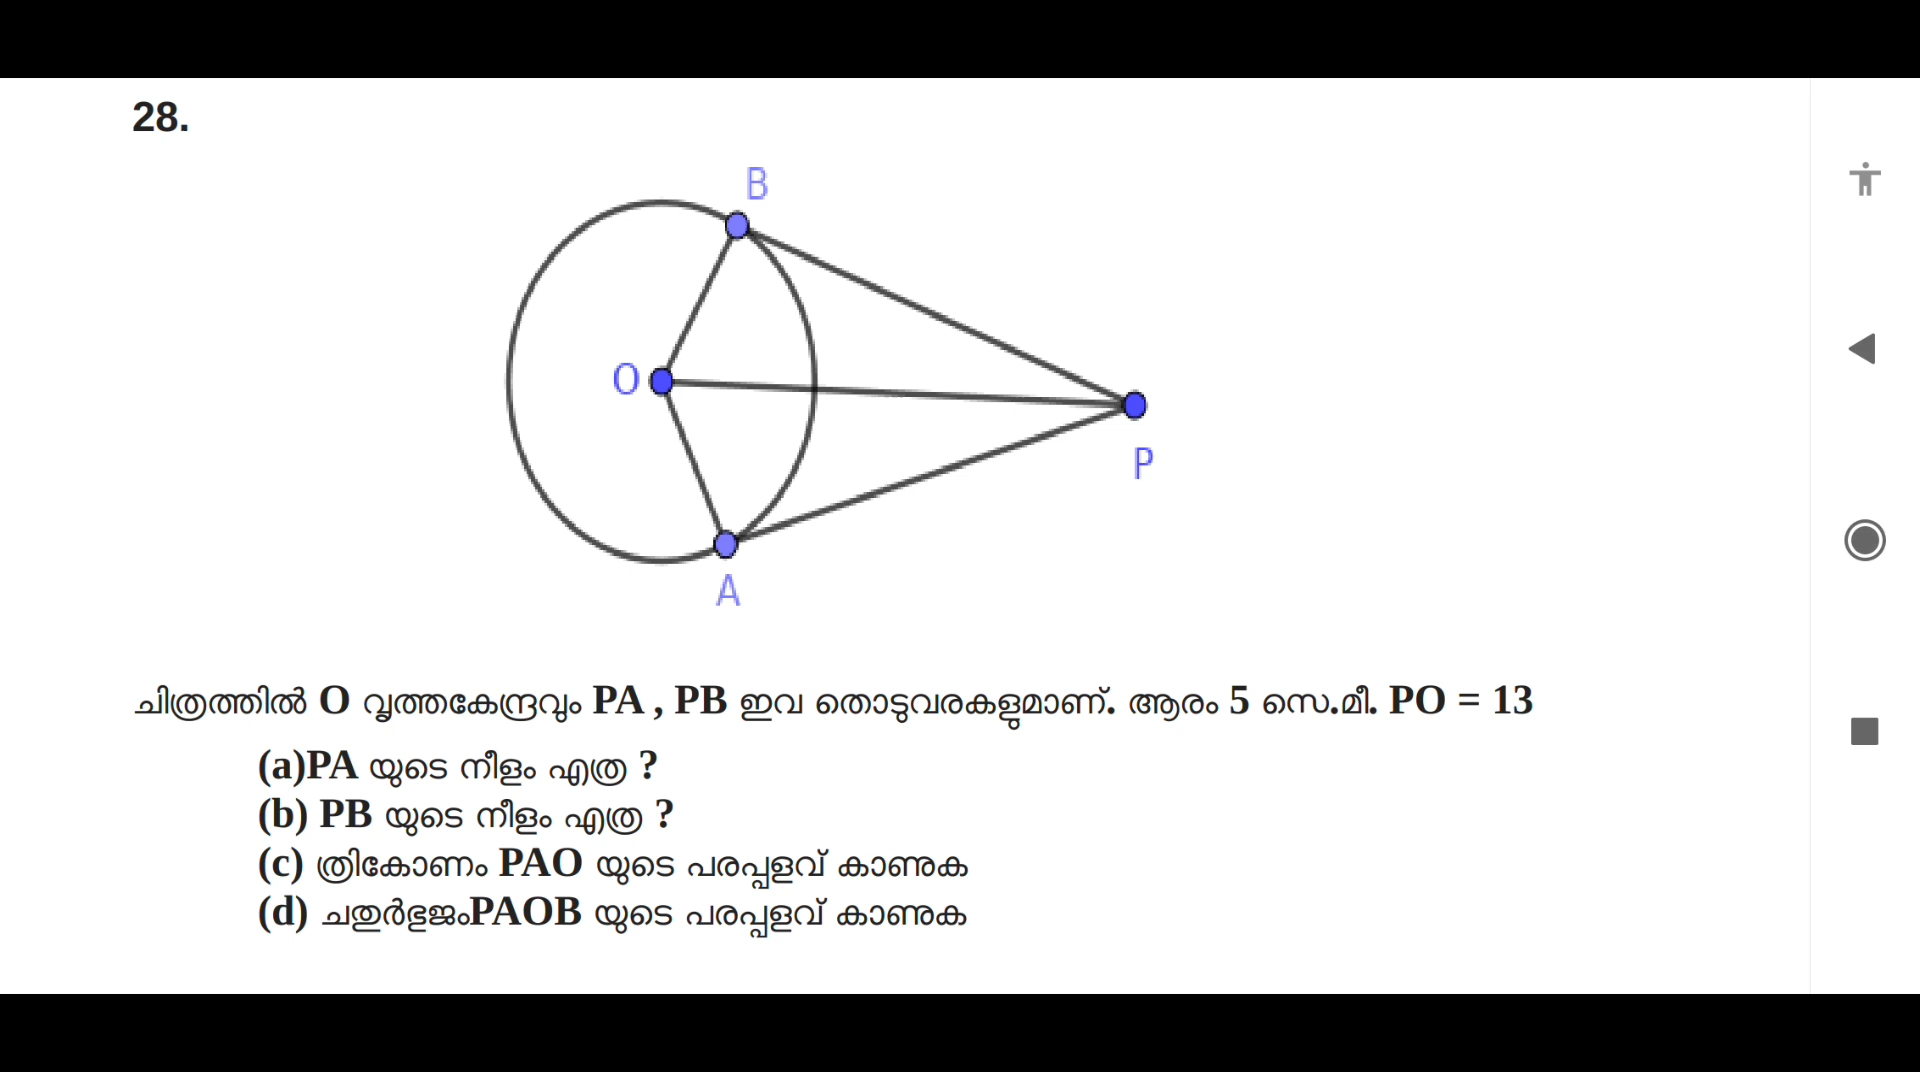 28.
B
O
P
A
ചിത്രത്തിൽ O വൃത്തകേന്ദ്രവും PA , PB ഇവ തൊടുവരകളുമാണ്. ആരം 5 സെ.മീ. PO = 13
(a)PA യുടെ നീളം എത്ര ?
(b) PB യുടെ നീളം എത്ര ?
(c) ത്രികോണം PAO യുടെ പരപ്പളവ് കാണുക
(d) ചതുർഭുജംPAOB യുടെ പരപ്പളവ് കാണുക